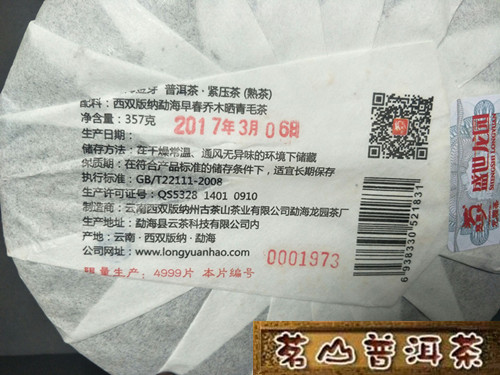 普洱茶·紧压茶(熟茶)
配料：西双版纳勐海早春乔木晒青毛茶
净含量：357克
生产日期：2017年3月06日
储存方法：在干燥常温、通风无异味的环境下储藏
保质期：在符合产品标准的储存条件下，适宜长期保存
执行标准：GB/T22111-2008
生产许可证号：QS5328 1401 0910
制造商：云南西双版纳州古茶山茶业有限公司勐海龙园茶厂
地址：勐海县云茶科技有限公司内
产地：云南·西双版纳·勐海
公司网址：www.longyuanhao.com
0001973
限量生产：4999片 本片编号
6 938330 521831
盛世龙园
SHENGSHI LONGYUAN
茗山普洱茶